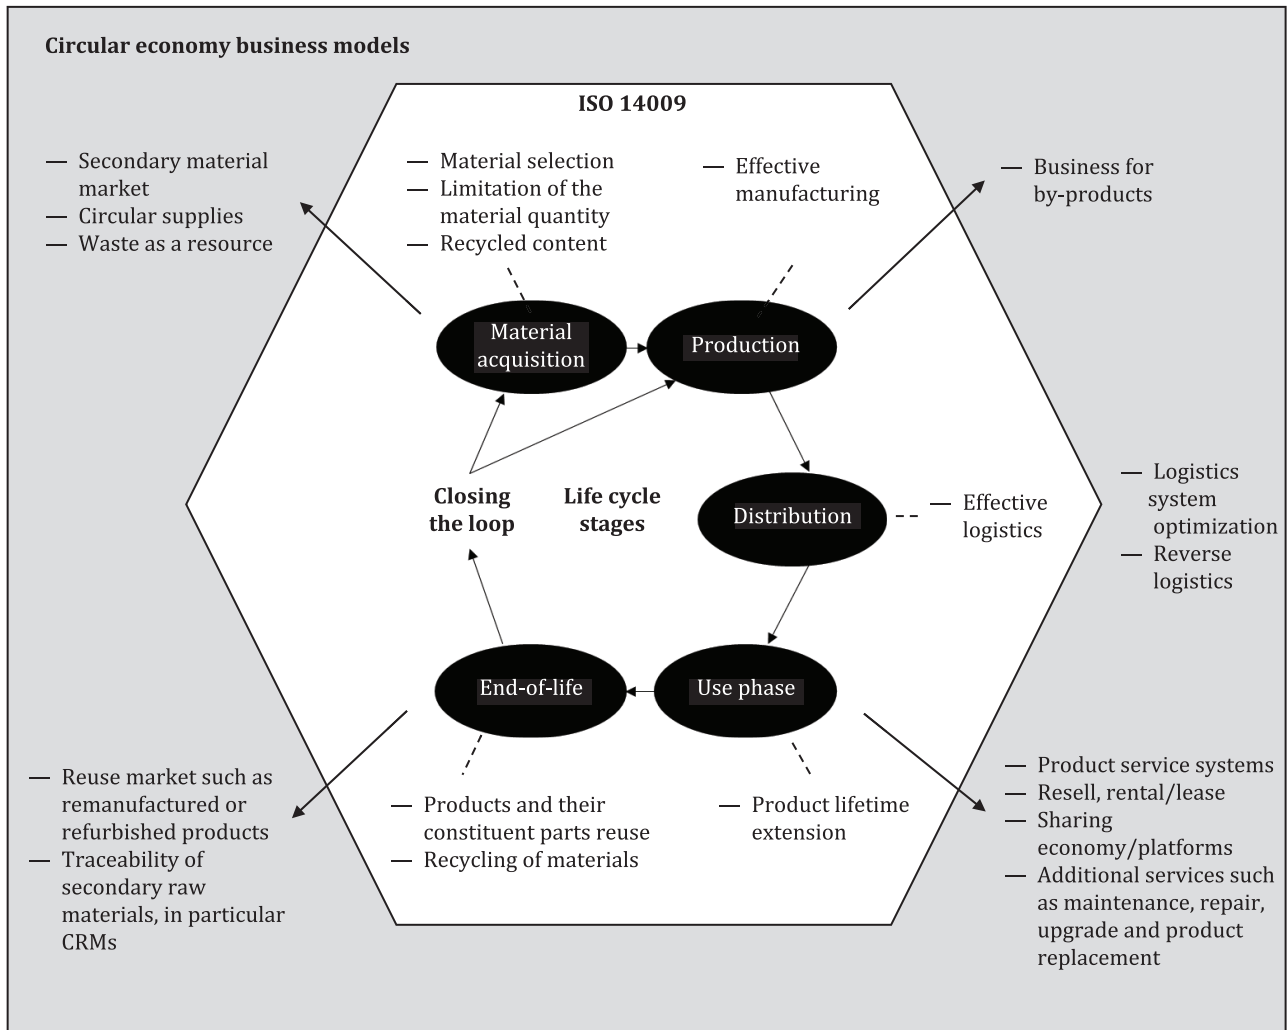 Circular economy business models
ISO 14009
— Secondary material
market
— Circular supplies
— Waste as a resource
— Material selection
— Limitation of the
material quantity
— Recycled content
— Effective
manufacturing
— Business for
by-products
Material
acquisition
Production
Closing
the loop
Life cycle
stages
Distribution
— Effective
logistics
— Logistics
system
optimization
— Reverse
logistics
End-of-life
Use phase
— Reuse market such as
remanufactured or
refurbished products
— Traceability of
secondary raw
materials, in particular
CRMs
— Products and their
constituent parts reuse
— Recycling of materials
— Product lifetime
extension
— Product service systems
— Resell, rental/lease
— Sharing
economy/platforms
— Additional services such
as maintenance, repair,
upgrade and product
replacement